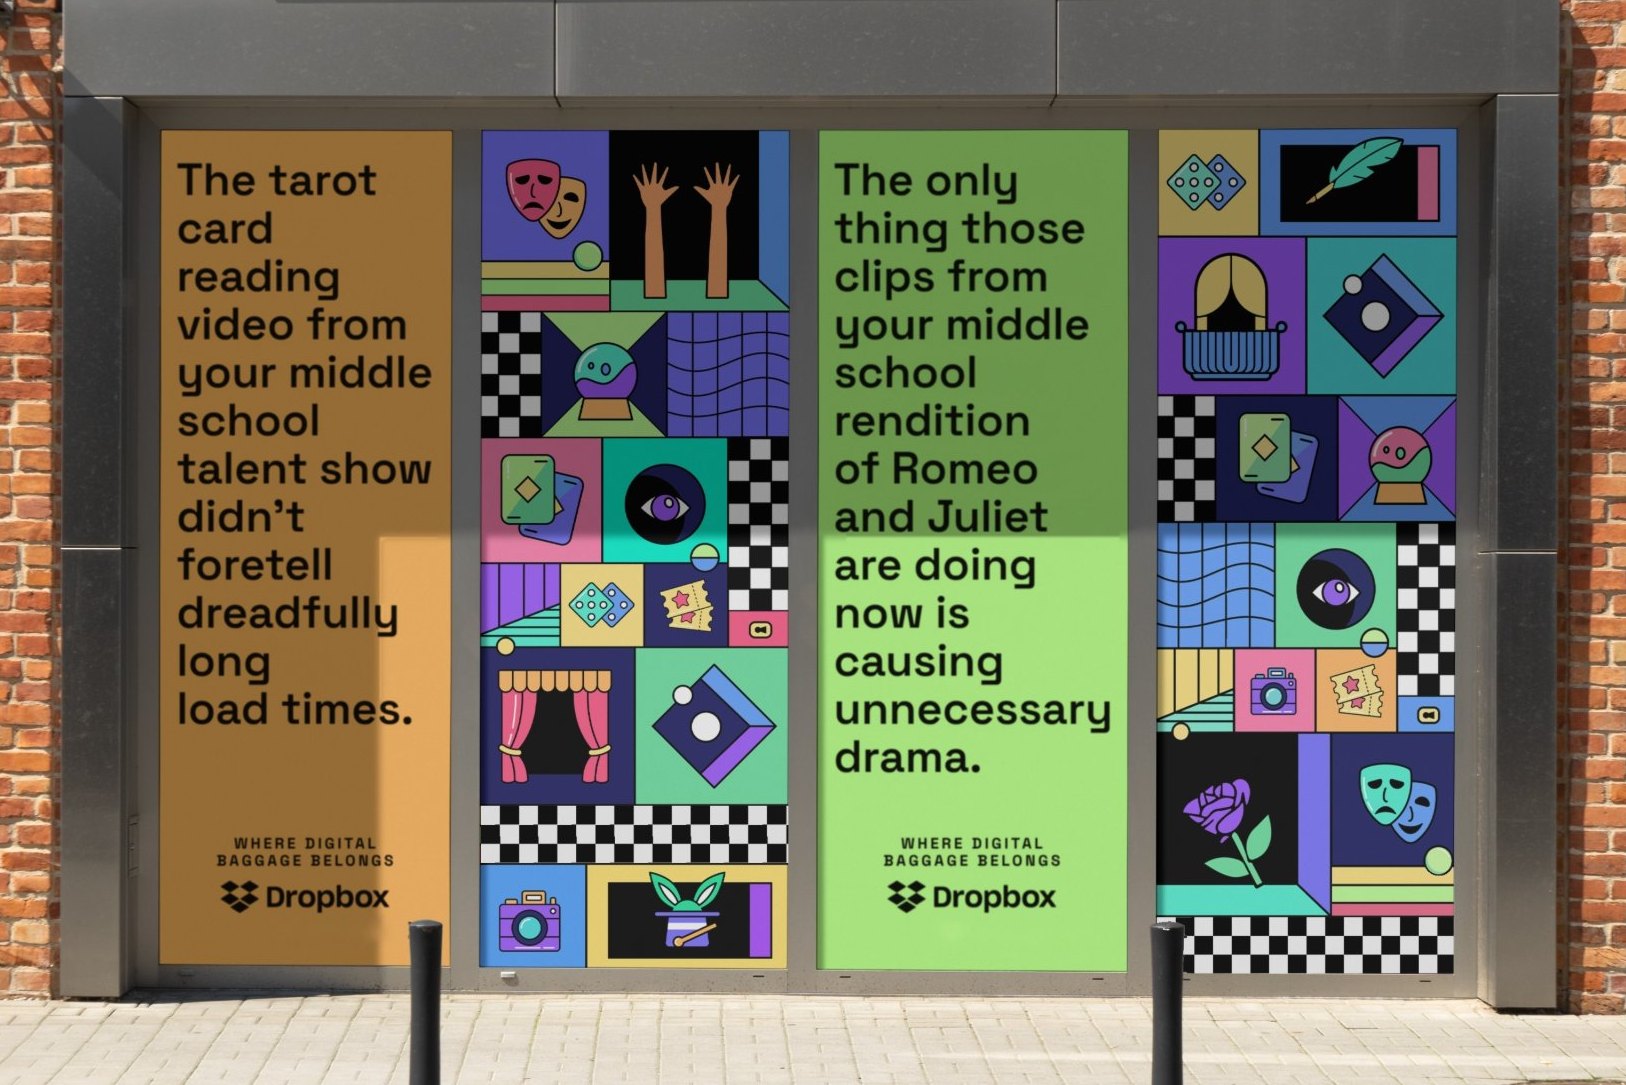 The tarot
card
reading
video from
your middle
school
talent show
didn't
foretell
dreadfully
long
load times.
WHERE DIGITAL
BAGGAGE BELONGS
Dropbox
The only
thing those
clips from
your middle
school
rendition
of Romeo
and Juliet
are doing
now is
causing
unnecessary
drama.
WHERE DIGITAL
BAGGAGE BELONGS
Dropbox